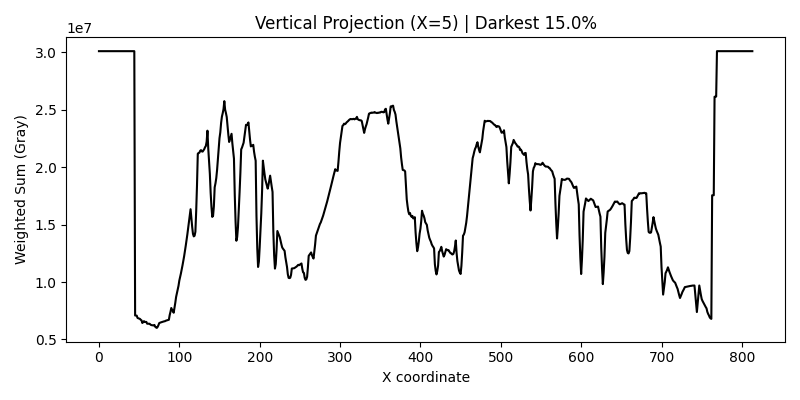 Vertical Projection (X=5) | Darkest 15.0%
1e7
3.0
2.5
2.0
1.5
1.0
0.5
Weighted Sum (Gray)
0 100 200 300 400 500 600 700 800
X coordinate